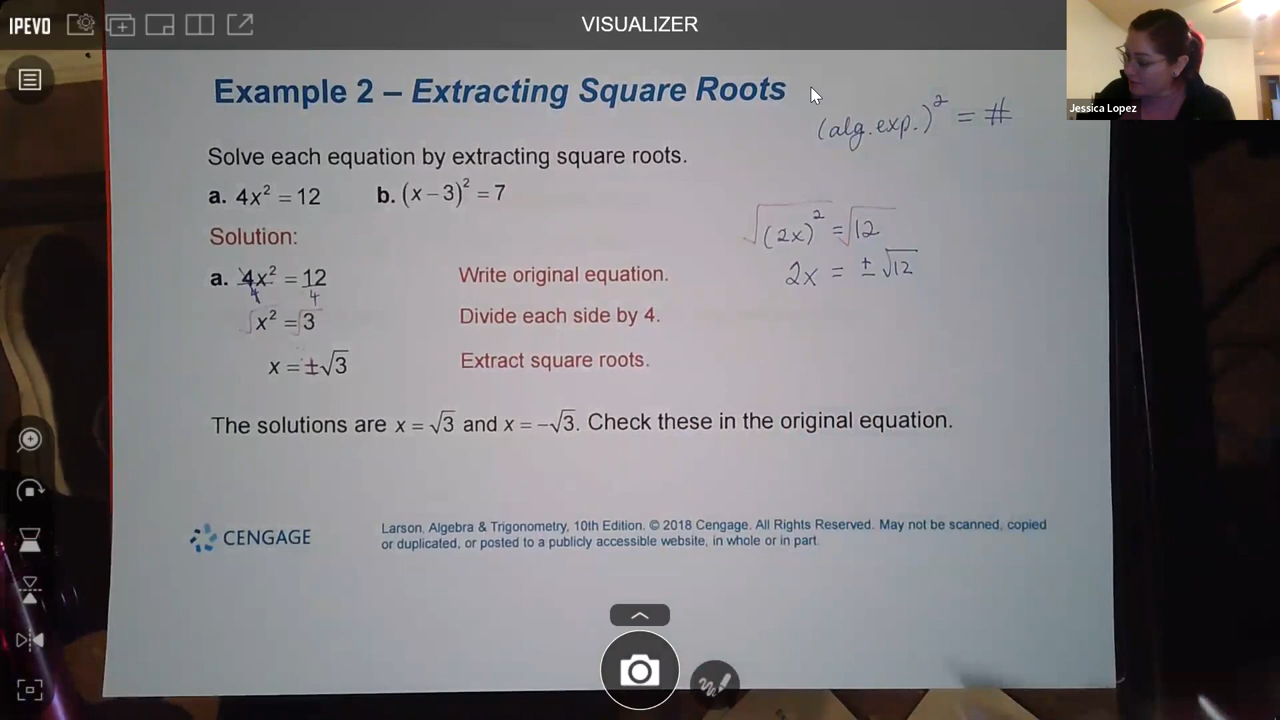 IPEVO
VISUALIZER
Jessica Lopez
Example 2 – Extracting Square Roots
(alg.exp.)² = #
Solve each equation by extracting square roots.
a. 4x² = 12 b. (x – 3)² = 7
Solution:
√(2x)² = √12
2x = ± √12
a. 4x² = 12 Write original equation.
4 4
√x² = √3 Divide each side by 4.
x = ±√3 Extract square roots.
The solutions are x = √3 and x = –√3. Check these in the original equation.
CENGAGE
Larson, Algebra & Trigonometry, 10th Edition. © 2018 Cengage. All Rights Reserved. May not be scanned, copied
or duplicated, or posted to a publicly accessible website, in whole or in part.